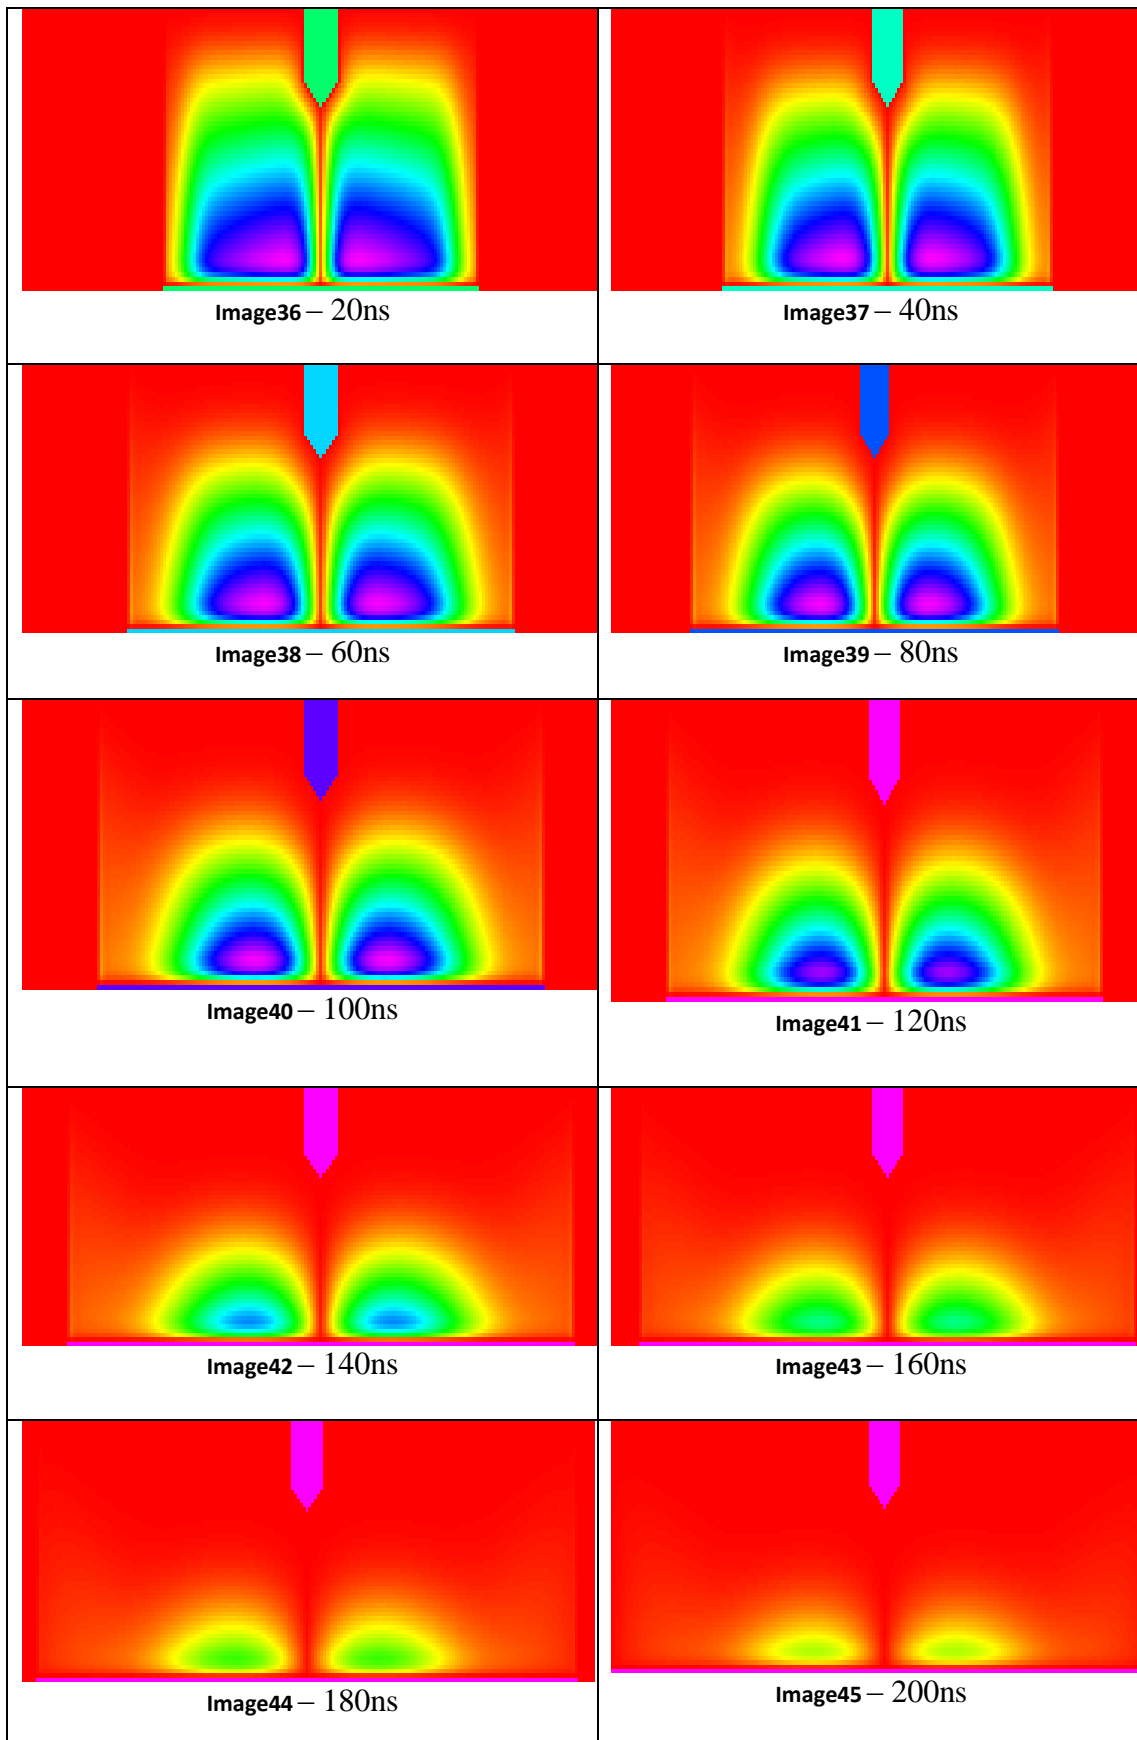 Image36 – 20ns
Image37 – 40ns
Image38 – 60ns
Image39 – 80ns
Image40 – 100ns
Image41 – 120ns
Image42 – 140ns
Image43 – 160ns
Image44 – 180ns
Image45 – 200ns